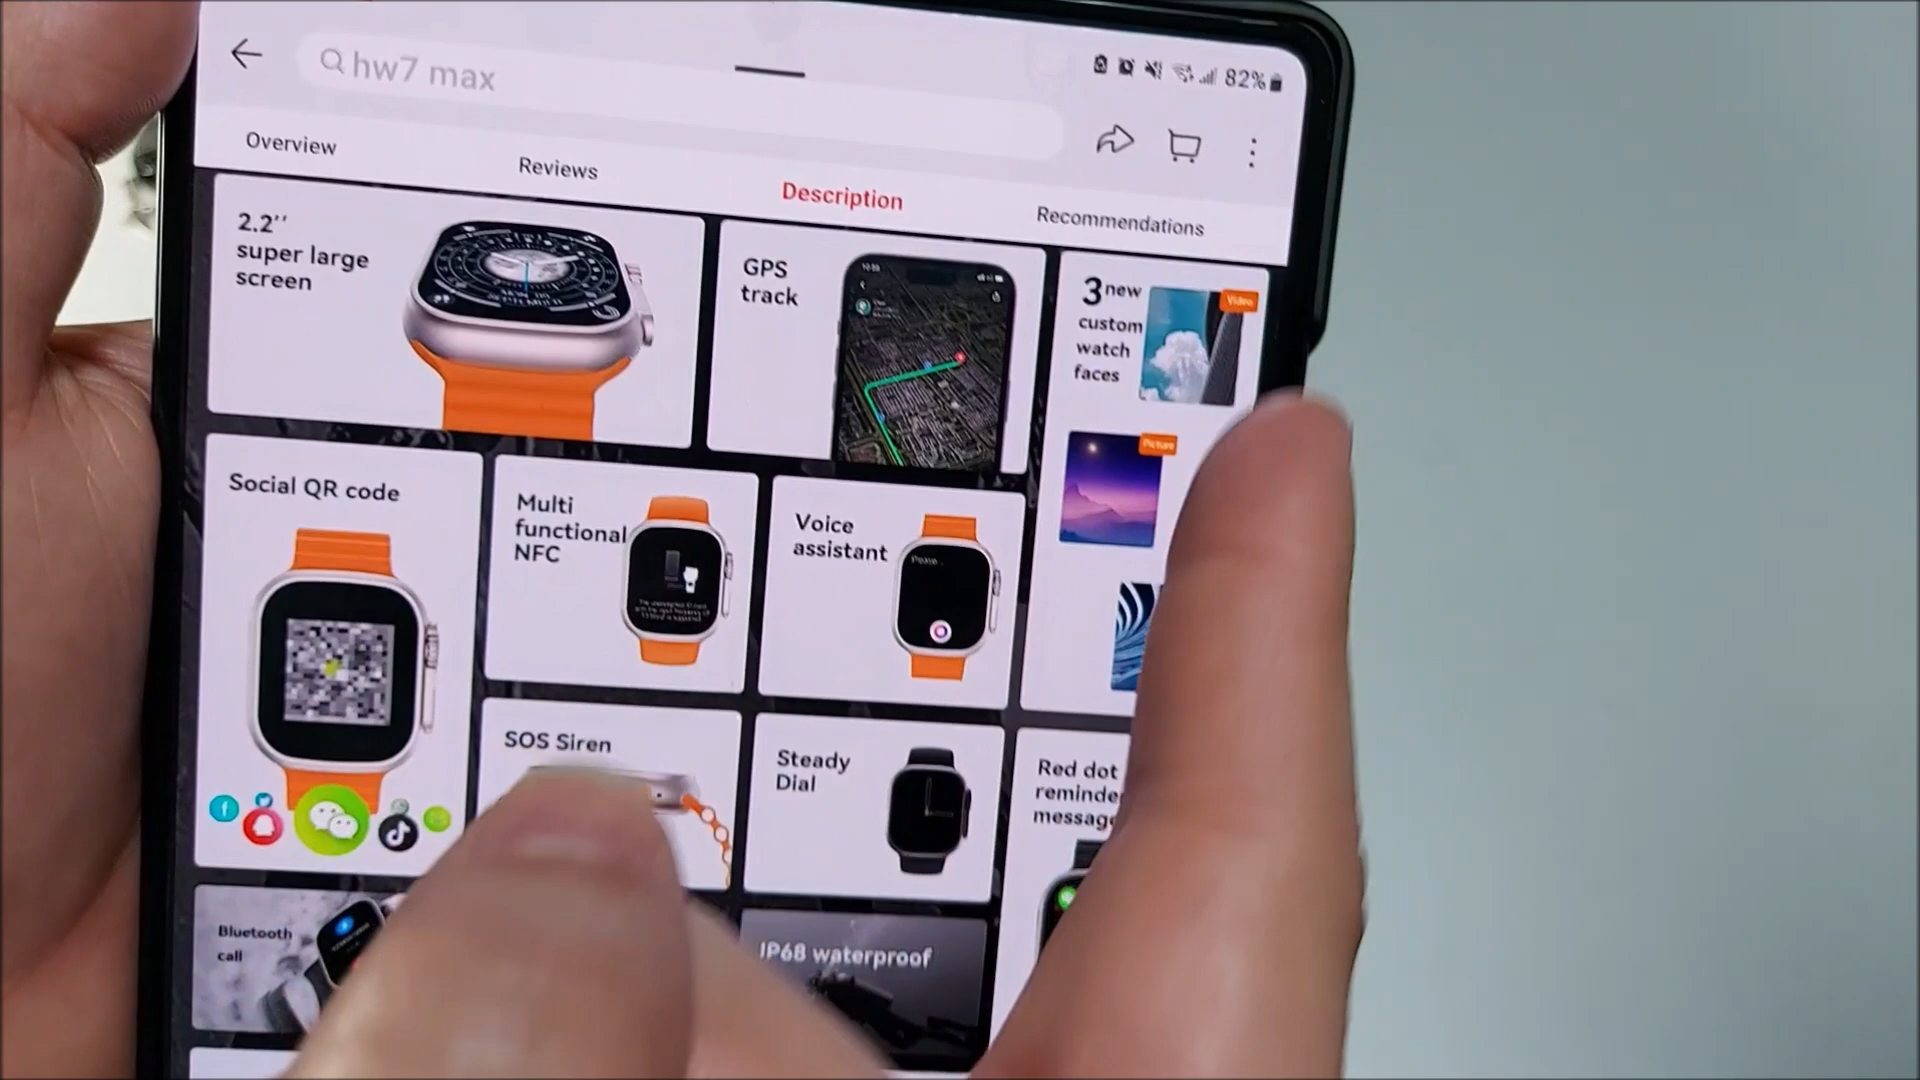 hw7 max
82%
Overview
Reviews
Description
Recommendations
2.2''
super large
screen
GPS
track
3 new
custom
watch
faces
Video
Picture
Social QR code
Multi
functional
NFC
Voice
assistant
SOS Siren
Steady
Dial
Red dot
reminde
message
Bluetooth
call
IP68 waterproof